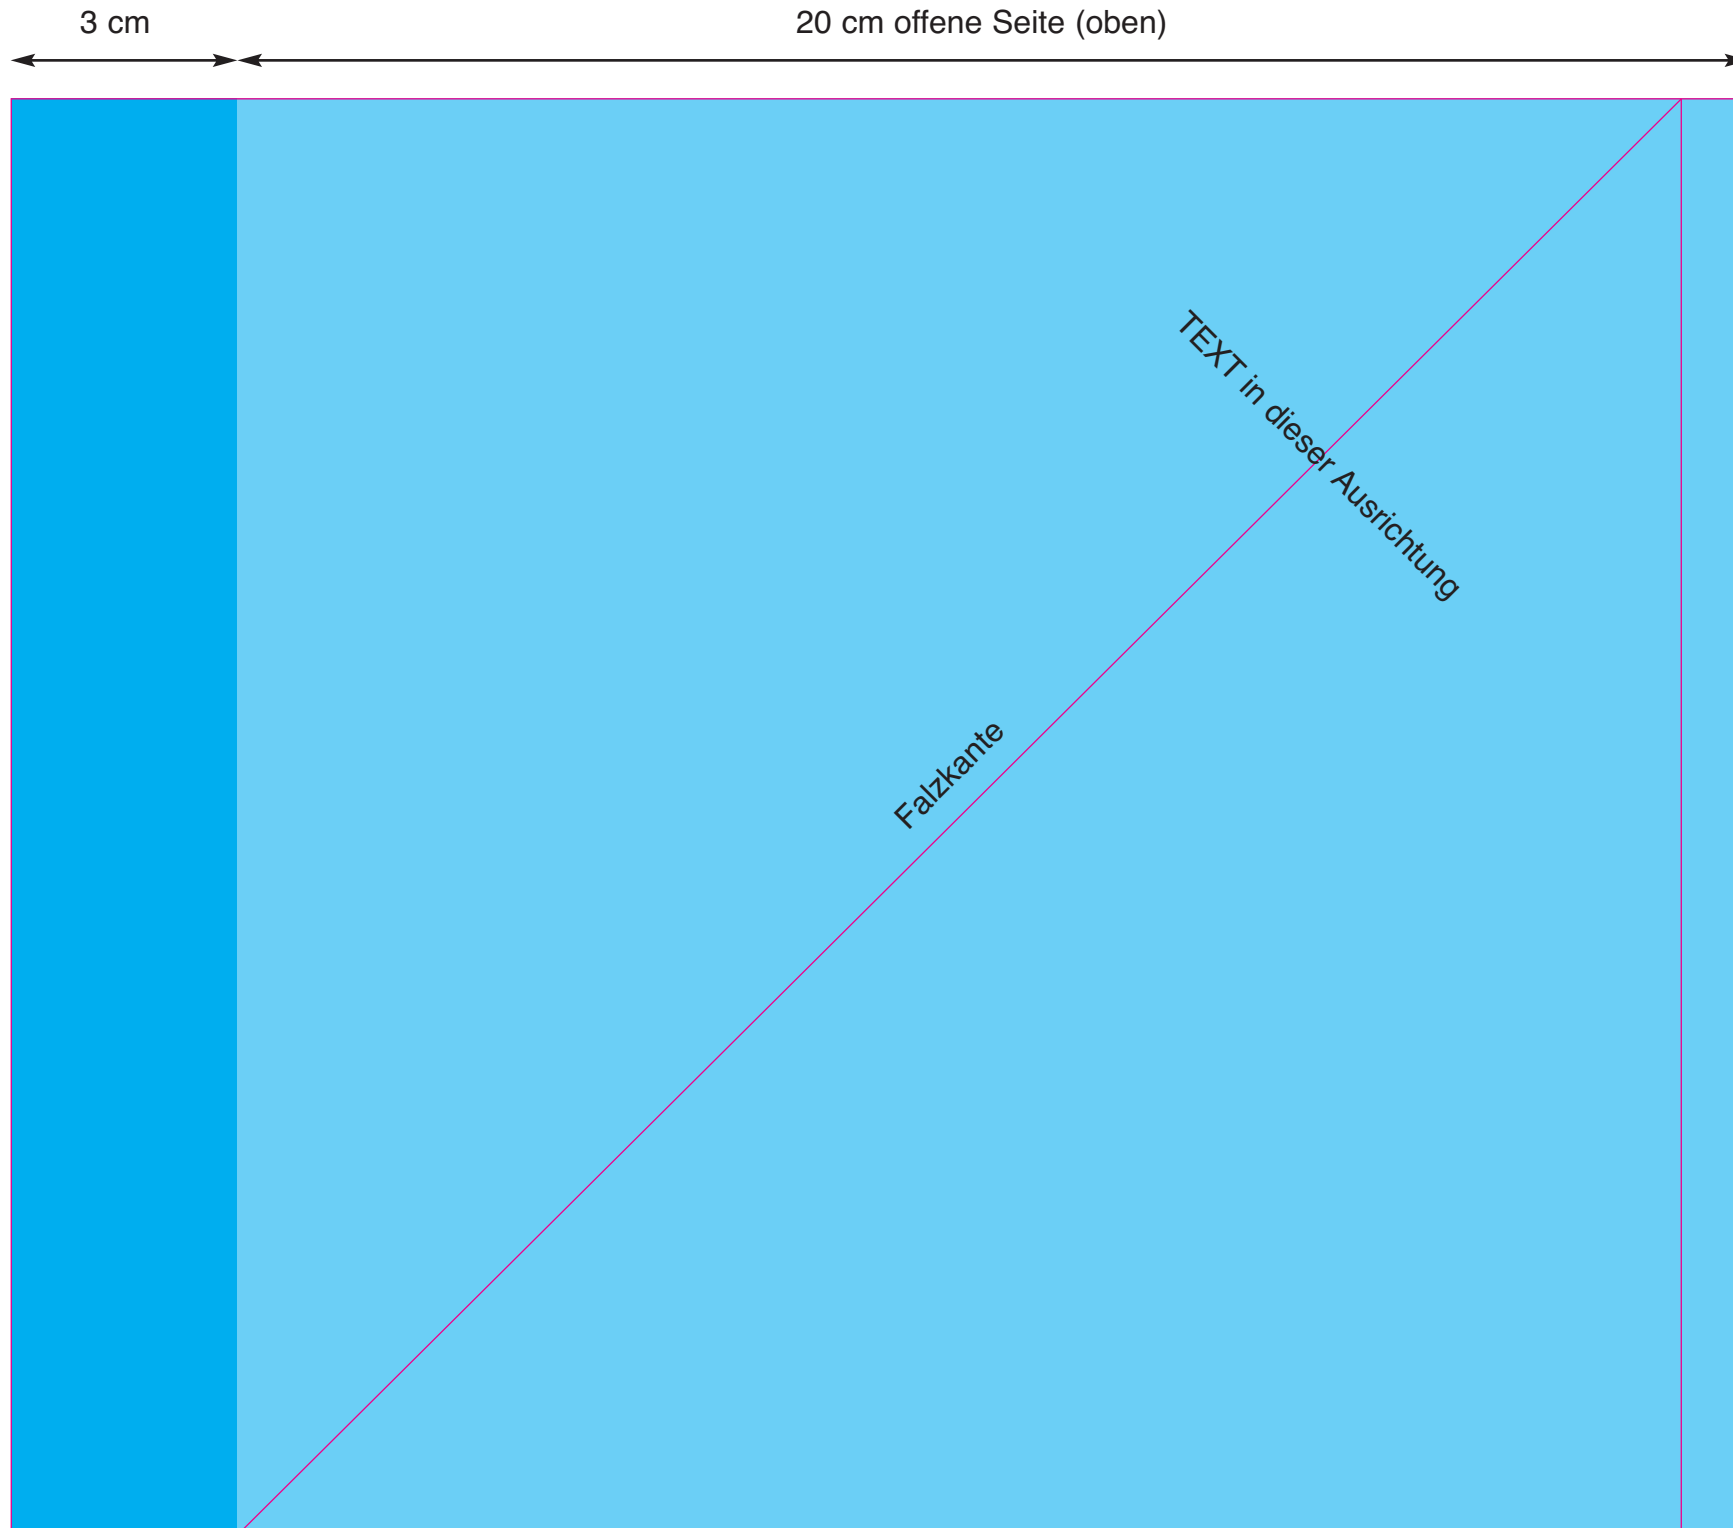 3 cm
20 cm offene Seite (oben)
TEXT in dieser Ausrichtung
Falzkante